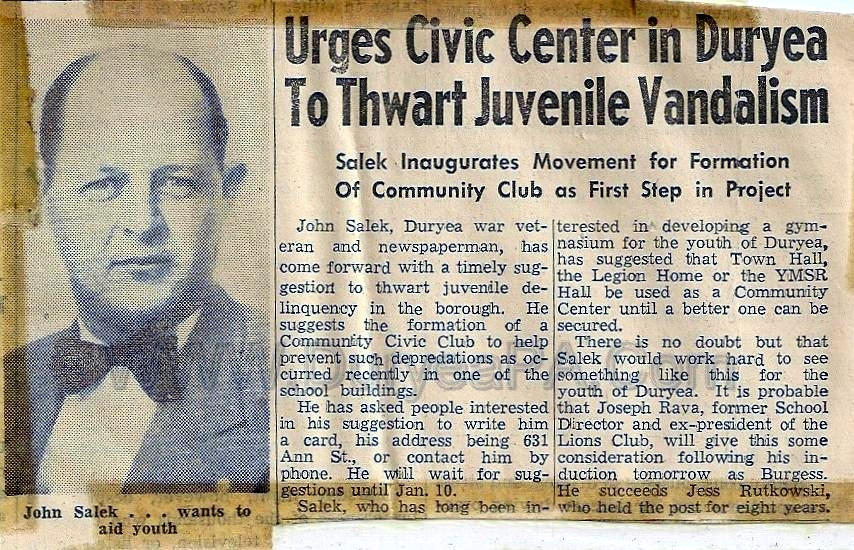 Urges Civic Center in Duryea
To Thwart Juvenile Vandalism
Salek Inaugurates Movement for Formation
Of Community Club as First Step in Project
John Salek, Duryea war vet-
eran and newspaperman, has
come forward with a timely sug-
gestion to thwart juvenile de-
linquency in the borough. He
suggests the formation of a
Community Civic Club to help
prevent such depredations as oc-
curred recently in one of the
school buildings.
He has asked people interested
in his suggestion to write him
a card, his address being 631
Ann St., or contact him by
phone. He will wait for sug-
gestions until Jan. 10.
Salek, who has long been in-
terested in developing a gym-
nasium for the youth of Duryea,
has suggested that Town Hall,
the Legion Home or the YMSR
Hall be used as a Community
Center until a better one can be
secured.
There is no doubt but that
Salek would work hard to see
something like this for the
youth of Duryea. It is probable
that Joseph Rava, former School
Director and ex-president of the
Lions Club, will give this some
consideration following his in-
duction tomorrow as Burgess.
He succeeds Jess Rutkowski,
who held the post for eight years.
John Salek . . . wants to
aid youth
www.DuryeaPA.com